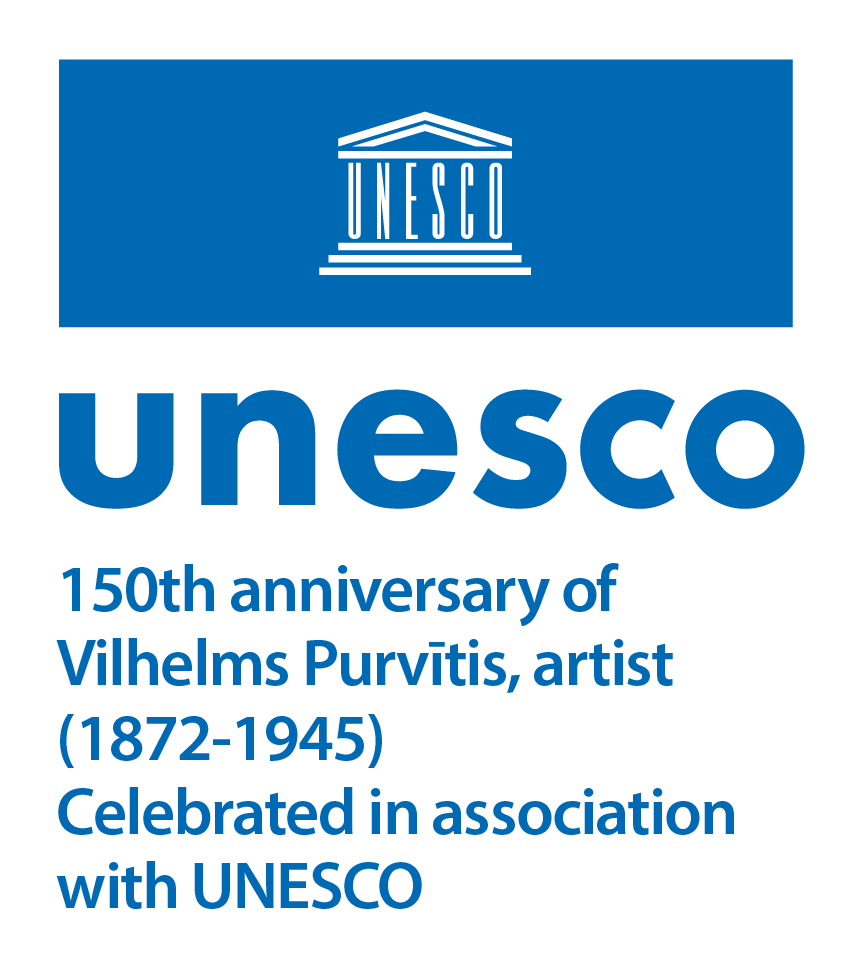 UNESCO
unesco
150th anniversary of
Vilhelms Purvītis, artist
(1872-1945)
Celebrated in association
with UNESCO